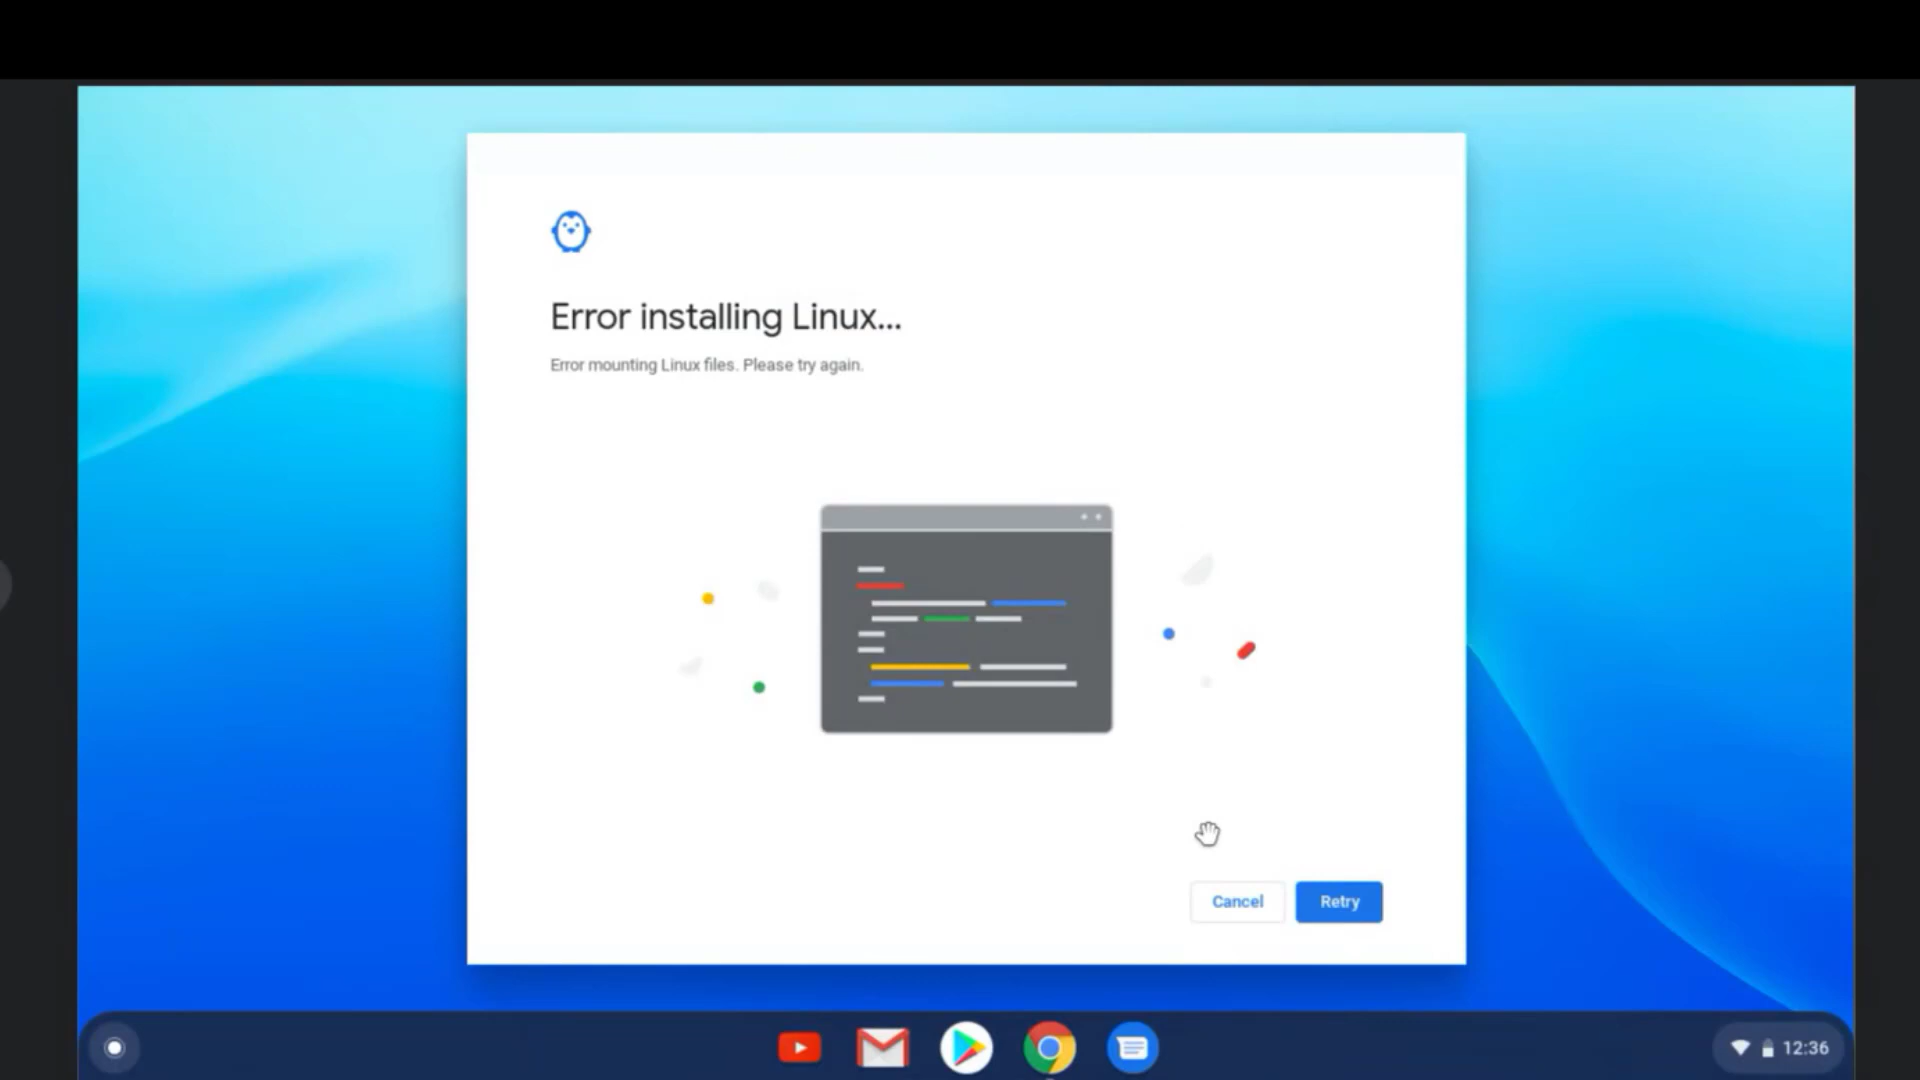 Error installing Linux...
Error mounting Linux files. Please try again.
Cancel
Retry
12:36